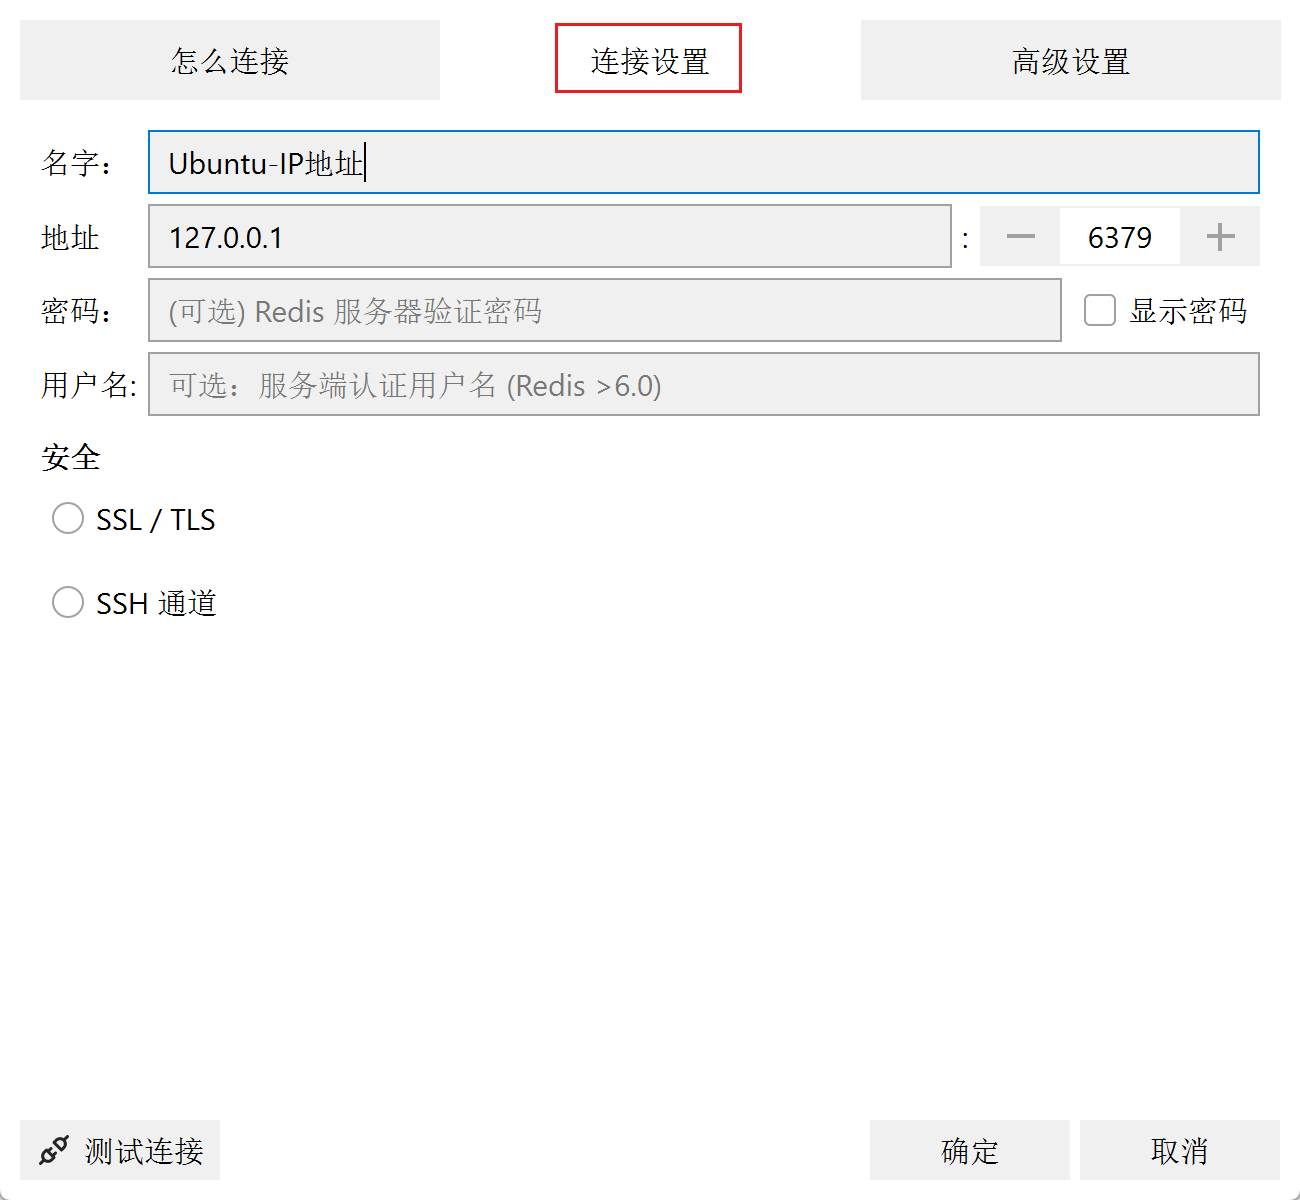 怎么连接 连接设置 高级设置
名字： Ubuntu-IP地址
地址 127.0.0.1 : 6379
密码： (可选) Redis 服务器验证密码 显示密码
用户名: 可选：服务端认证用户名 (Redis >6.0)
安全
SSL / TLS
SSH 通道
测试连接 确定 取消